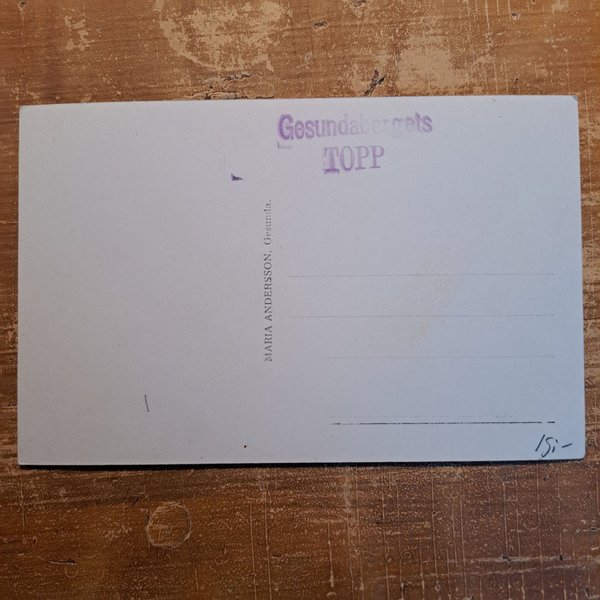 Gesundabergets
TOPP
MARIA ANDERSSON, Gesunda.
15:-